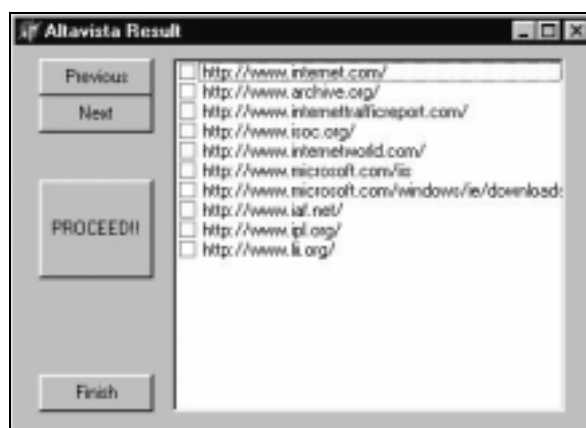 Altavista Result
Previous
Next
PROCEED!!
Finish
http://www.internet.com/
http://www.archive.org/
http://www.internettrafficreport.com/
http://www.isoc.org/
http://www.internetworld.com/
http://www.microsoft.com/iis
http://www.microsoft.com/windows/ie/downloads
http://www.iaf.net/
http://www.ipl.org/
http://www.lii.org/